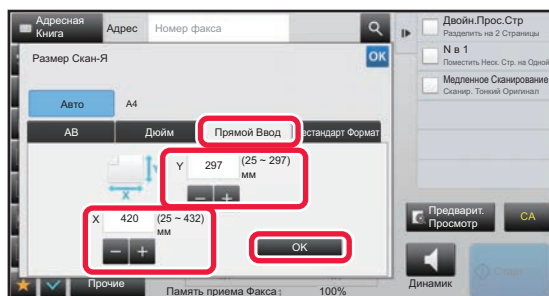 Адресная
Книга
Адрес
Номер факса
Размер Скан-Я
OK
Авто
A4
AB
Дюйм
Прямой Ввод
естандарт Формат
Y
297
(25 ~ 297)
мм
X
420
(25 ~ 432)
мм
OK
Прочие
Память приема Факса:
100%
Двойн.Прос.Стр
Разделить на 2 Страницы
N в 1
Поместить Неск. Стр. на Одной
Медленное Сканирование
Сканир. Тонкий Оригинал
Предварит.
Просмотр
CA
Динамик
Старт